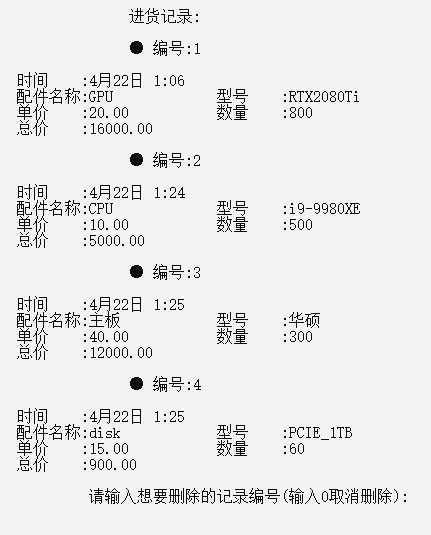 进货记录:
● 编号:1
时间    :4月22日 1:06
配件名称:GPU    型号    :RTX2080Ti
单价    :20.00    数量    :800
总价    :16000.00
● 编号:2
时间    :4月22日 1:24
配件名称:CPU    型号    :i9-9980XE
单价    :10.00    数量    :500
总价    :5000.00
● 编号:3
时间    :4月22日 1:25
配件名称:主板    型号    :华硕
单价    :40.00    数量    :300
总价    :12000.00
● 编号:4
时间    :4月22日 1:25
配件名称:disk    型号    :PCIE_1TB
单价    :15.00    数量    :60
总价    :900.00
请输入想要删除的记录编号(输入0取消删除):